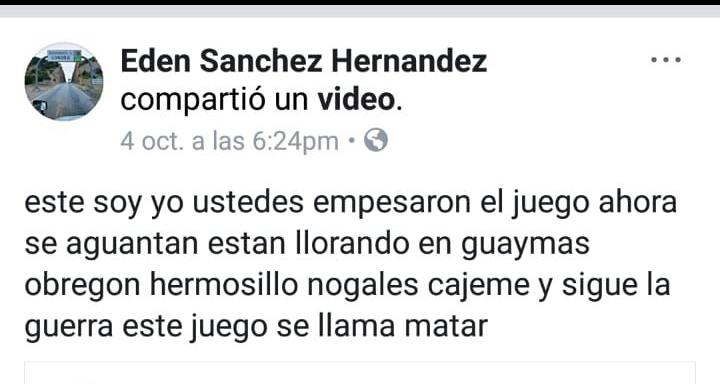 Eden Sanchez Hernandez
compartió un video.
4 oct. a las 6:24pm •
este soy yo ustedes empesaron el juego ahora
se aguantan estan llorando en guaymas
obregon hermosillo nogales cajeme y sigue la
guerra este juego se llama matar